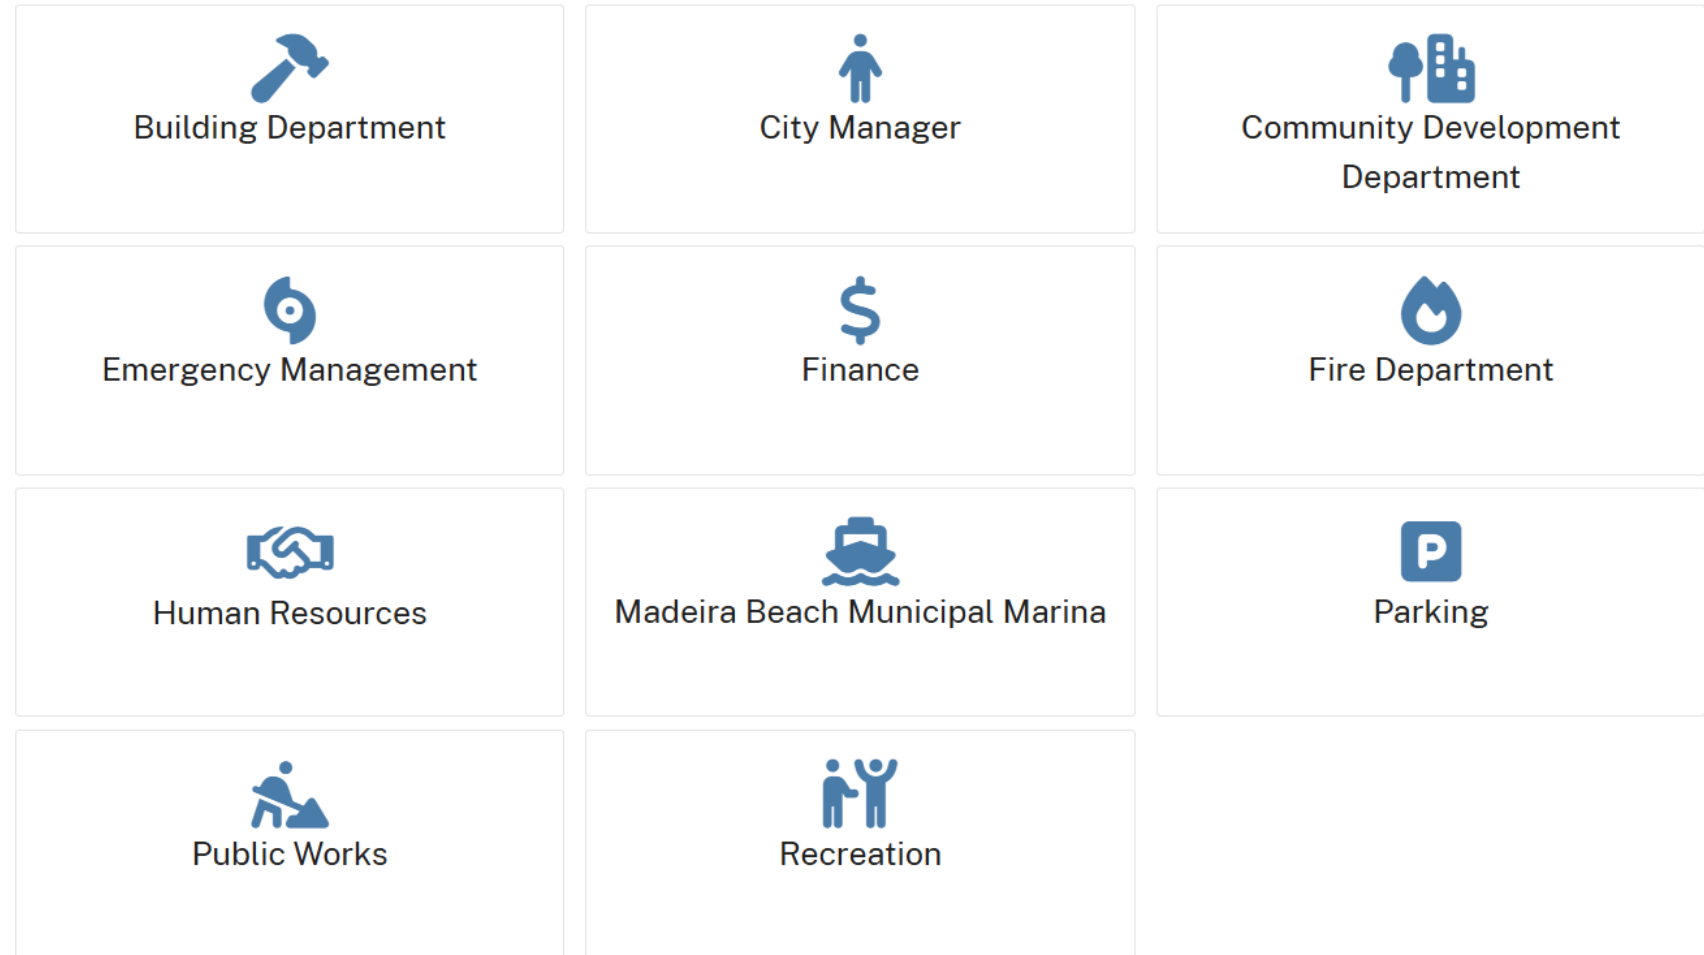 Building Department
City Manager
Community Development
Department
Emergency Management
Finance
Fire Department
Human Resources
Madeira Beach Municipal Marina
P
Parking
Public Works
Recreation